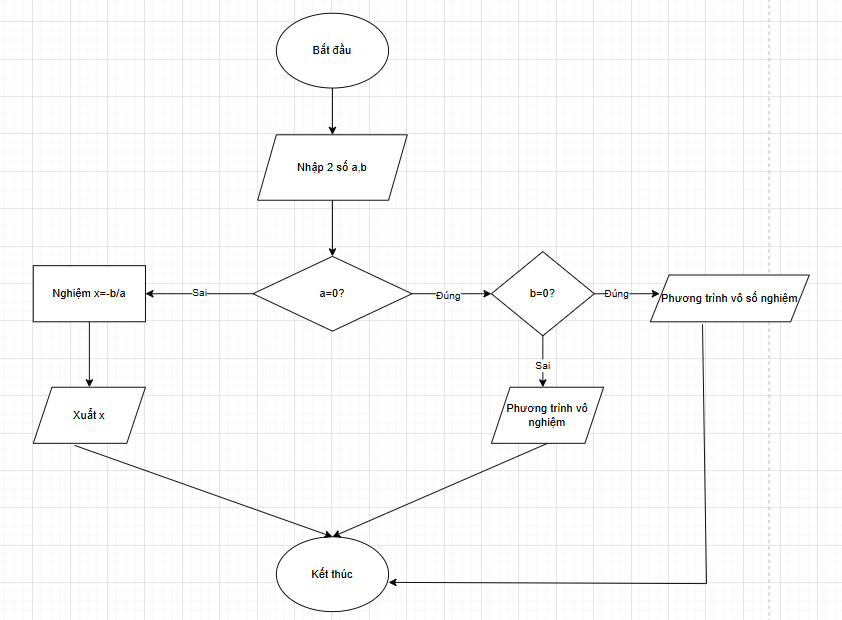 Bắt đầu
Nhập 2 số a,b
Nghiệm x=-b/a
Sai
a=0?
Đúng
b=0?
Đúng
Phương trình vô số nghiệm
Sai
Xuất x
Phương trình vô
nghiệm
Kết thúc